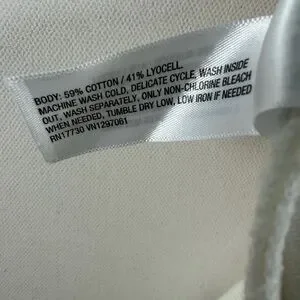 BODY: 59% COTTON / 41% LYOCELL.
MACHINE WASH COLD, DELICATE CYCLE, WASH INSIDE
OUT, WASH SEPARATELY, ONLY NON-CHLORINE BLEACH
WHEN NEEDED, TUMBLE DRY LOW, LOW IRON IF NEEDED
RN17730 VN1297061